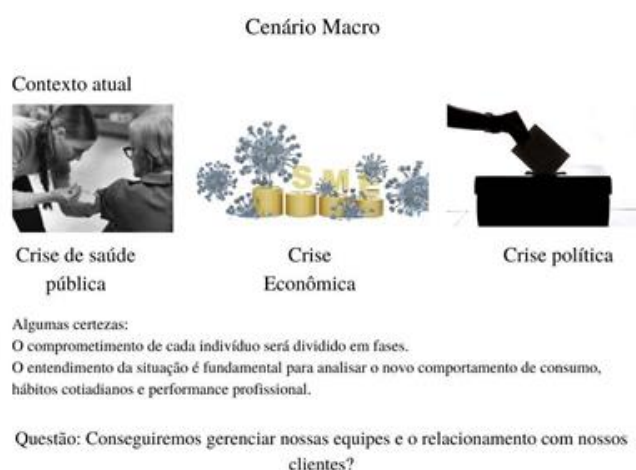 Cenário Macro
Contexto atual
SME
Crise de saúde
pública
Crise
Econômica
Crise política
Algumas certezas:
O comprometimento de cada indivíduo será dividido em fases.
O entendimento da situação é fundamental para analisar o novo comportamento de consumo,
hábitos cotiadianos e performance profissional.
Questão: Conseguiremos gerenciar nossas equipes e o relacionamento com nossos
clientes?